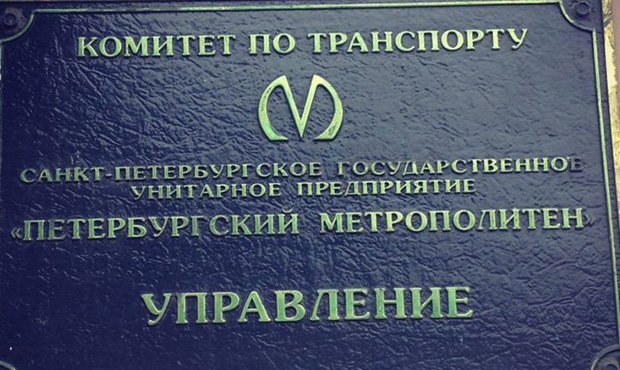 КОМИТЕТ ПО ТРАНСПОРТУ
М
САНКТ-ПЕТЕРБУРГСКОЕ ГОСУДАРСТВЕННОЕ
УНИТАРНОЕ ПРЕДПРИЯТИЕ
«ПЕТЕРБУРГСКИЙ МЕТРОПОЛИТЕН»
УПРАВЛЕНИЕ